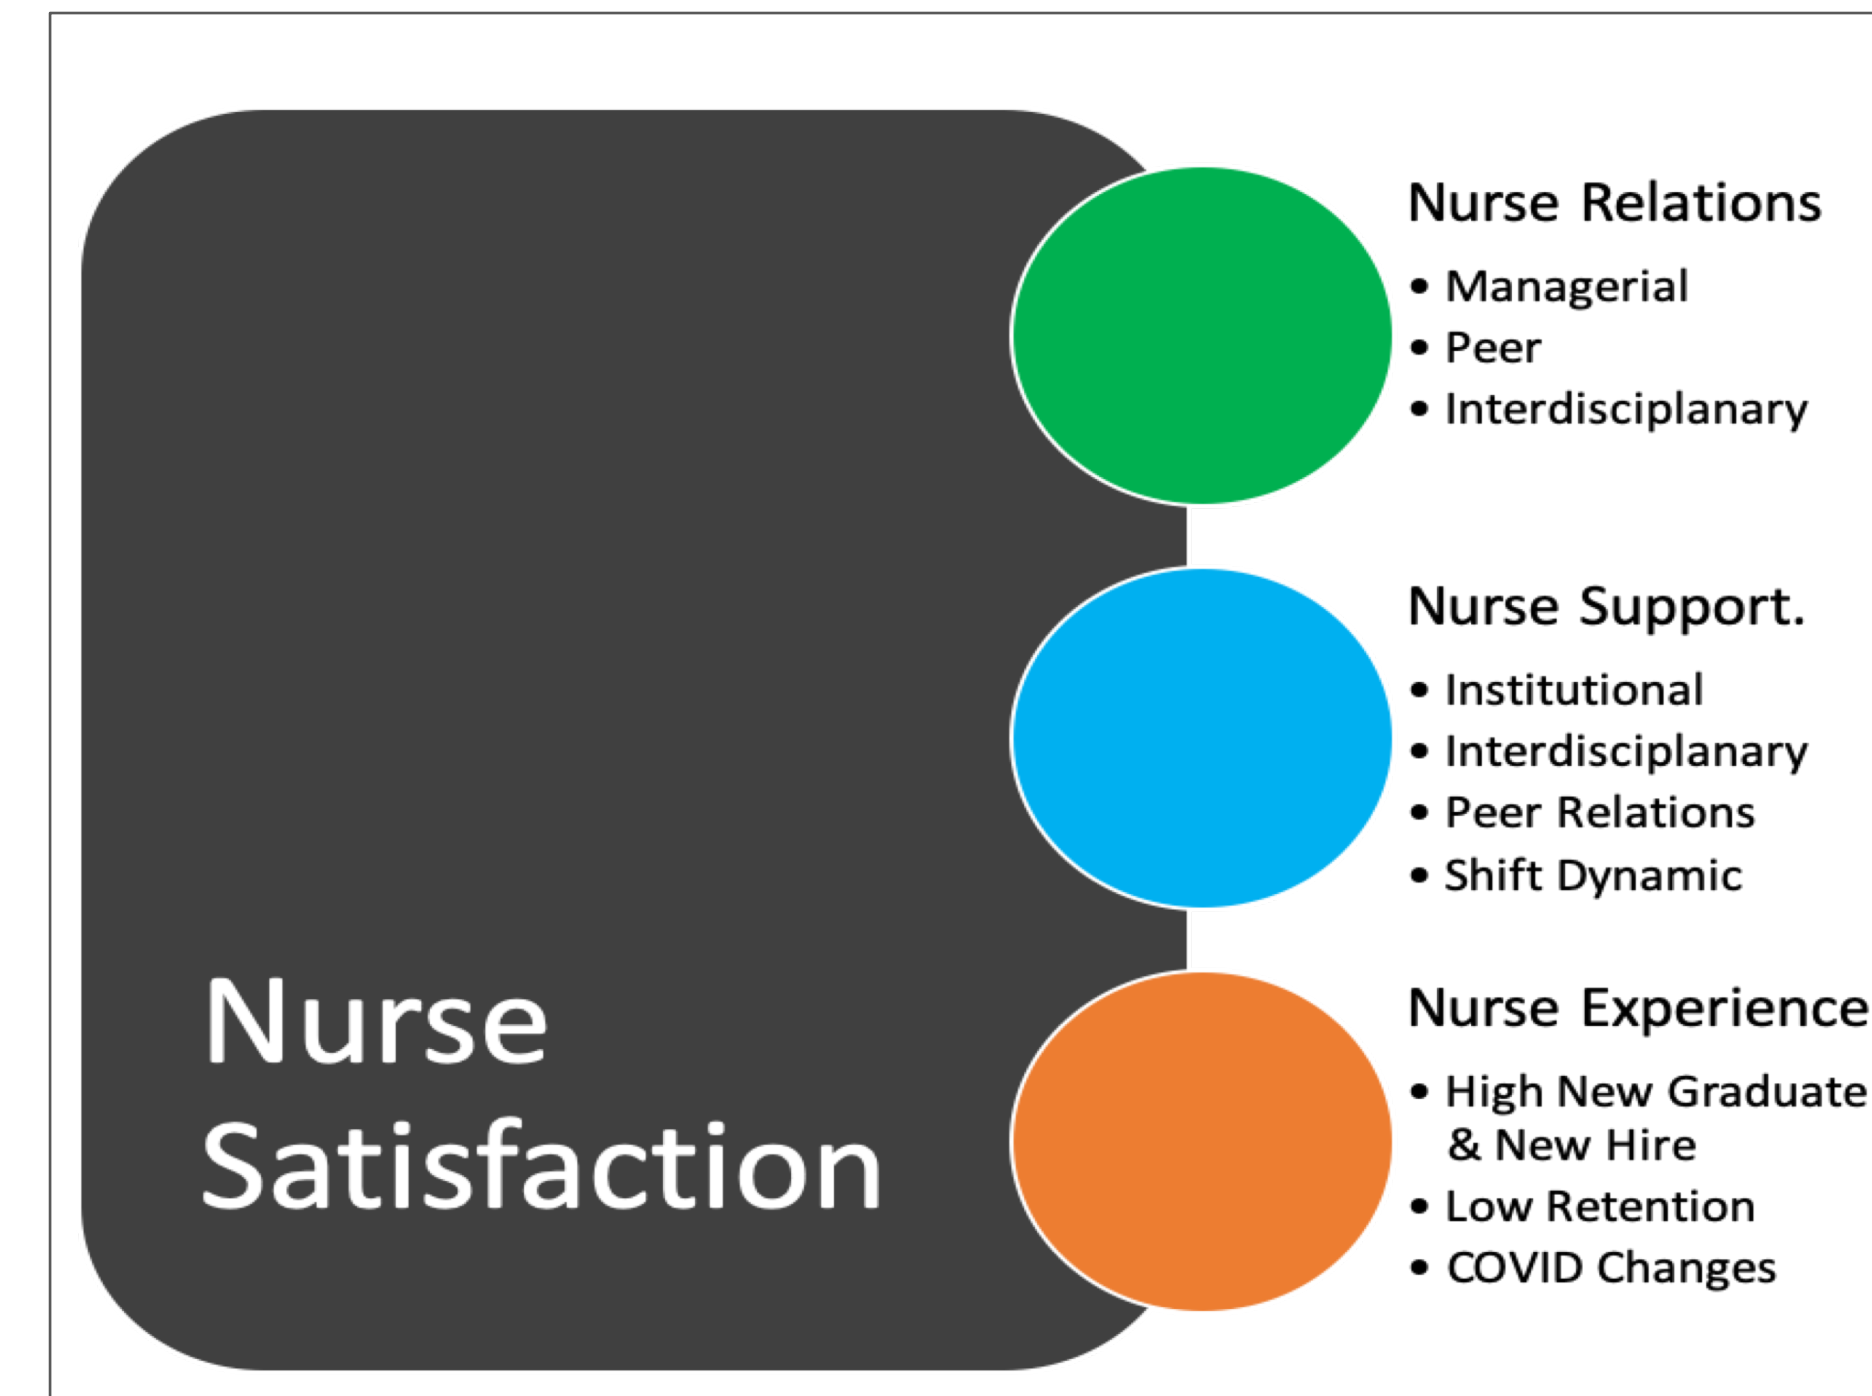 Nurse
Satisfaction
Nurse Relations
• Managerial
• Peer
• Interdisciplanary
Nurse Support.
• Institutional
• Interdisciplanary
• Peer Relations
• Shift Dynamic
Nurse Experience
• High New Graduate
& New Hire
• Low Retention
• COVID Changes